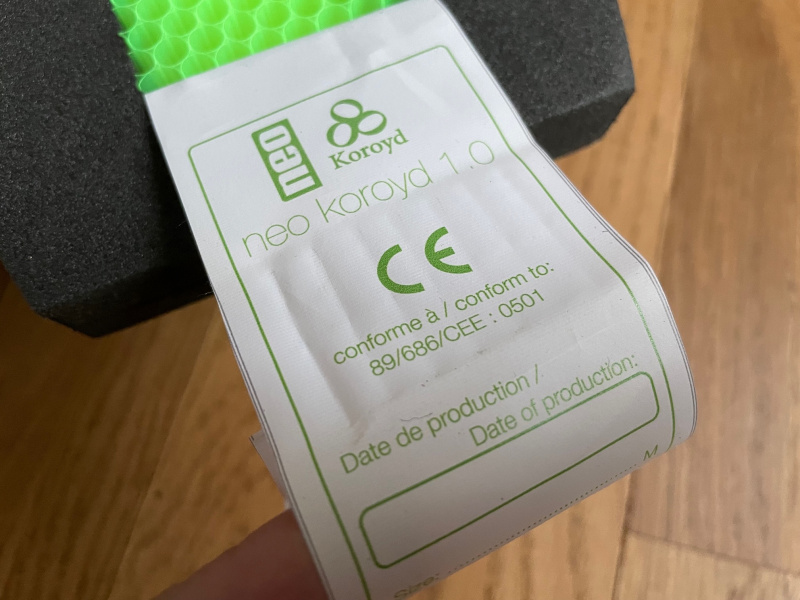 neo
Koroyd
neo koroyd 1.0
CE
conforme à / conform to:
89/686/CEE : 0501
Date de production /
Date of production:
M
Size: